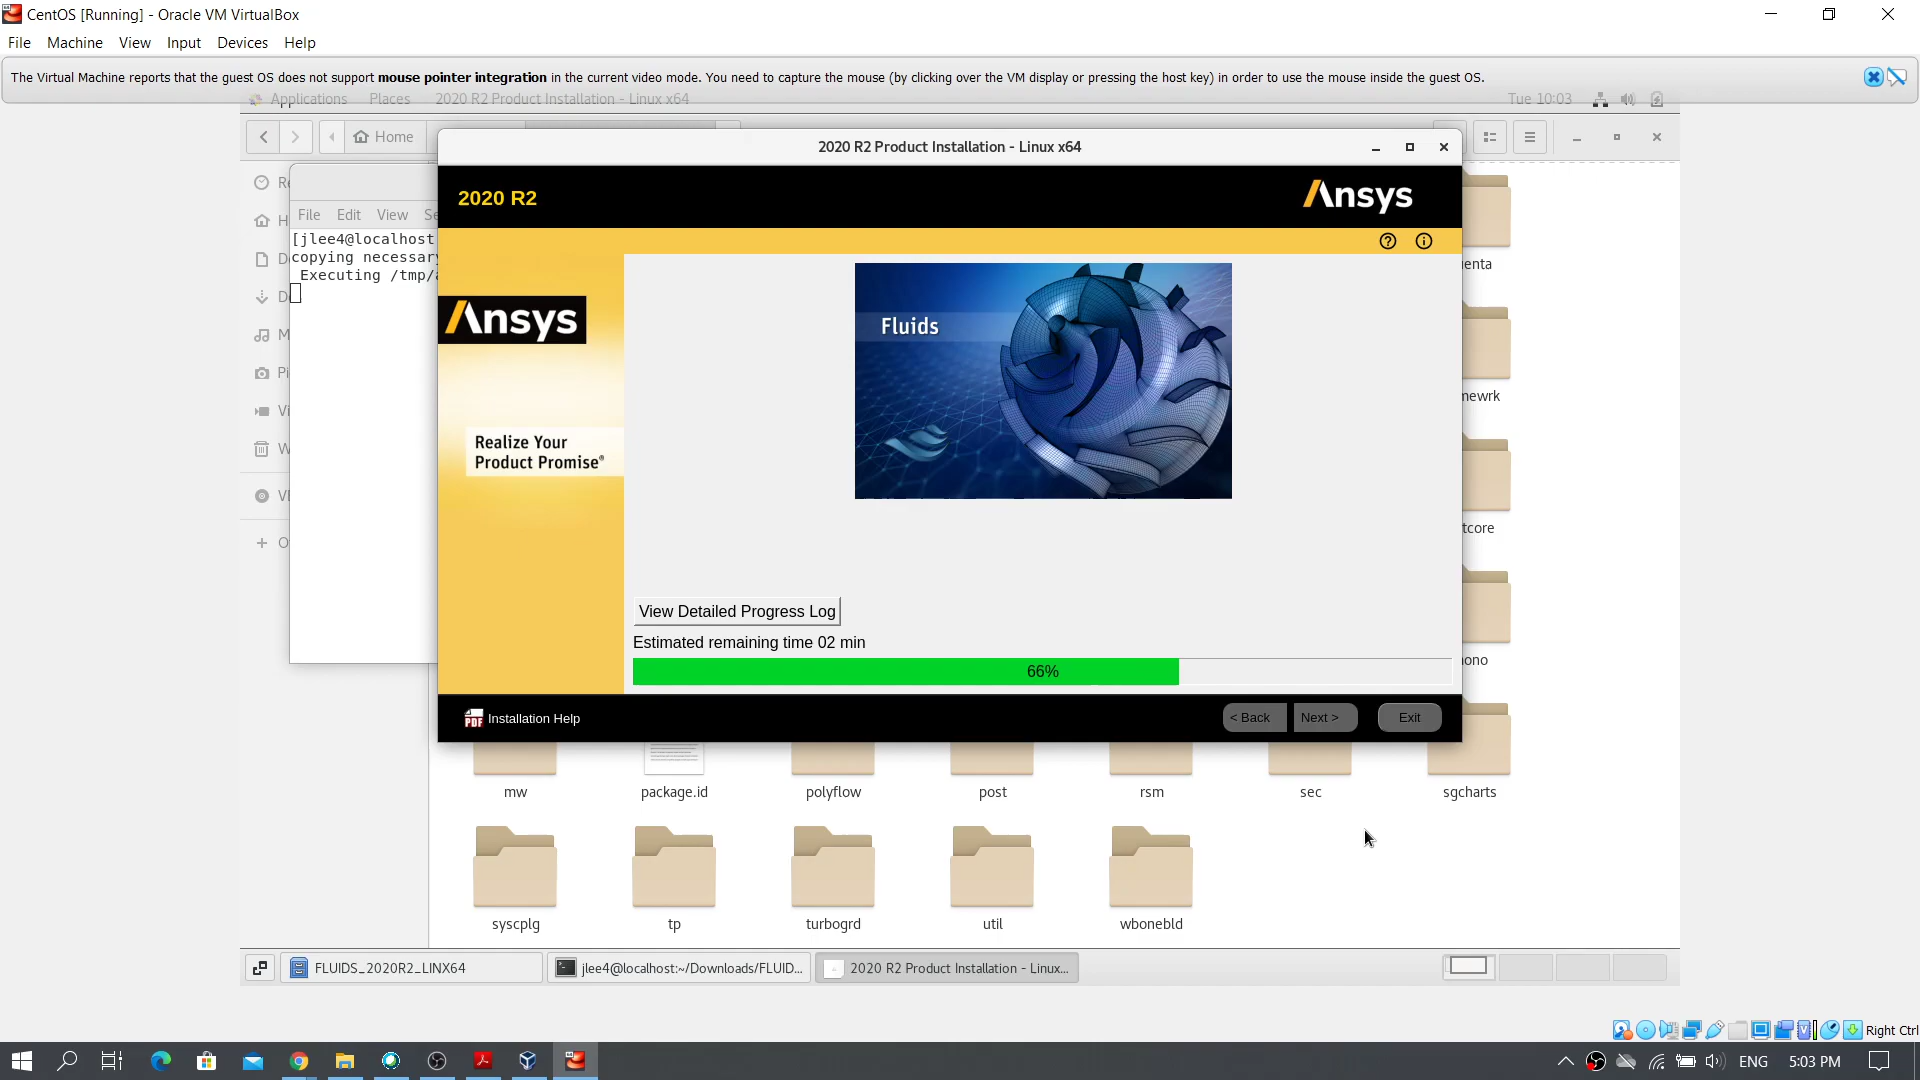 CentOS [Running] - Oracle VM VirtualBox
File Machine View Input Devices Help
The Virtual Machine reports that the guest OS does not support mouse pointer integration in the current video mode. You need to capture the mouse (by clicking over the VM display or pressing the host key) in order to use the mouse inside the guest OS.
Applications Places 2020 R2 Product Installation - Linux x64 Tue 10:03
Home
2020 R2 Product Installation - Linux x64
2020 R2
Ansys
File Edit View Se
[jlee4@localhost
copying necessary
Executing /tmp/a
Ansys
Realize Your
Product Promise®
Fluids
View Detailed Progress Log
Estimated remaining time 02 min
66%
PDF Installation Help
< Back Next > Exit
enta
mewrk
tcore
ono
mw package.id polyflow post rsm sec sgcharts
syscplg tp turbogrd util wbonebld
FLUIDS_2020R2_LINX64 jlee4@localhost:~/Downloads/FLUID... 2020 R2 Product Installation - Linux...
Right Ctrl
ENG 5:03 PM